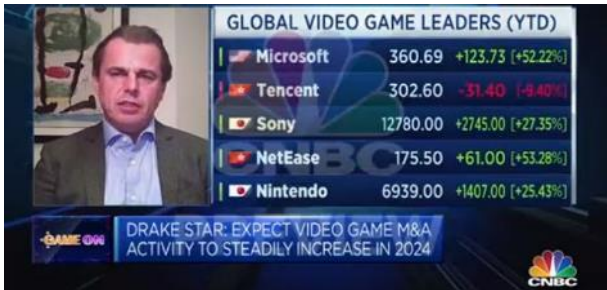 GLOBAL VIDEO GAME LEADERS (YTD)
Microsoft 360.69 +123.73 [+52.22%]
Tencent 302.60 -31.40 [-9.40%]
Sony 12780.00 +2745.00 [+27.35%]
NetEase 175.50 +61.00 [+53.28%]
Nintendo 6939.00 +1407.00 [+25.43%]
CNBC
GAME ON
DRAKE STAR: EXPECT VIDEO GAME M&A
ACTIVITY TO STEADILY INCREASE IN 2024
CNBC